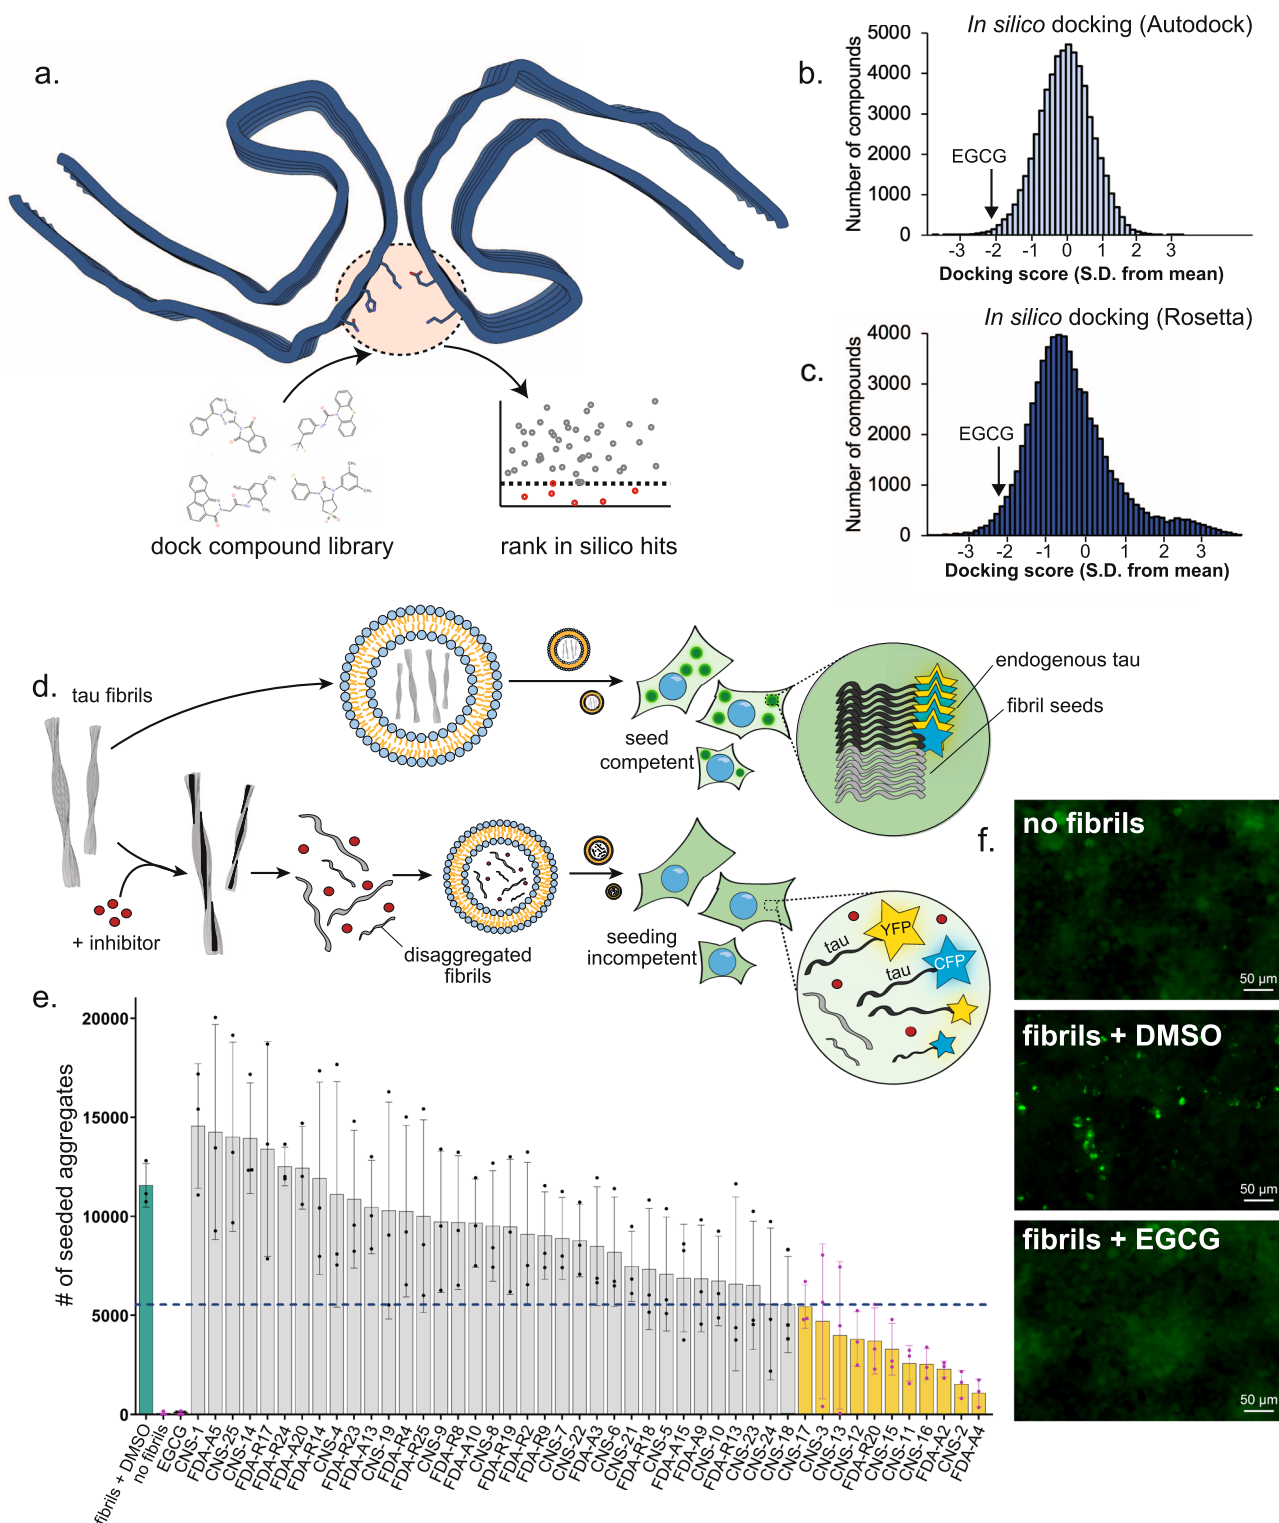 a.
dock compound library
rank in silico hits
b.
In silico docking (Autodock)
Number of compounds
5000
4000
3000
2000
1000
0
EGCG
-3 -2 -1 0 1 2 3
Docking score (S.D. from mean)
c.
In silico docking (Rosetta)
Number of compounds
4000
3000
2000
1000
0
EGCG
-3 -2 -1 0 1 2 3
Docking score (S.D. from mean)
d.
tau fibrils
+ inhibitor
disaggregated
fibrils
seed
competent
seeding
incompetent
endogenous tau
fibril seeds
tau
YFP
tau
CFP
e.
# of seeded aggregates
20000
15000
10000
5000
0
fibrils + DMSO
no fibrils
EGCG
CNS-1
FDA-A5
CNS-25
CNS-14
FDA-R17
FDA-R24
FDA-A20
FDA-R14
CNS-4
FDA-R23
FDA-A13
CNS-19
FDA-R4
FDA-R25
CNS-9
FDA-R8
FDA-A10
CNS-8
FDA-R19
FDA-R2
FDA-R9
CNS-7
CNS-22
FDA-A3
CNS-6
CNS-21
FDA-R18
CNS-5
FDA-A15
FDA-A9
CNS-10
FDA-R13
CNS-23
CNS-24
CNS-18
CNS-17
CNS-3
CNS-13
CNS-12
FDA-R20
CNS-15
CNS-11
CNS-16
FDA-A2
CNS-2
FDA-A4
f.
no fibrils
50 µm
fibrils + DMSO
50 µm
fibrils + EGCG
50 µm